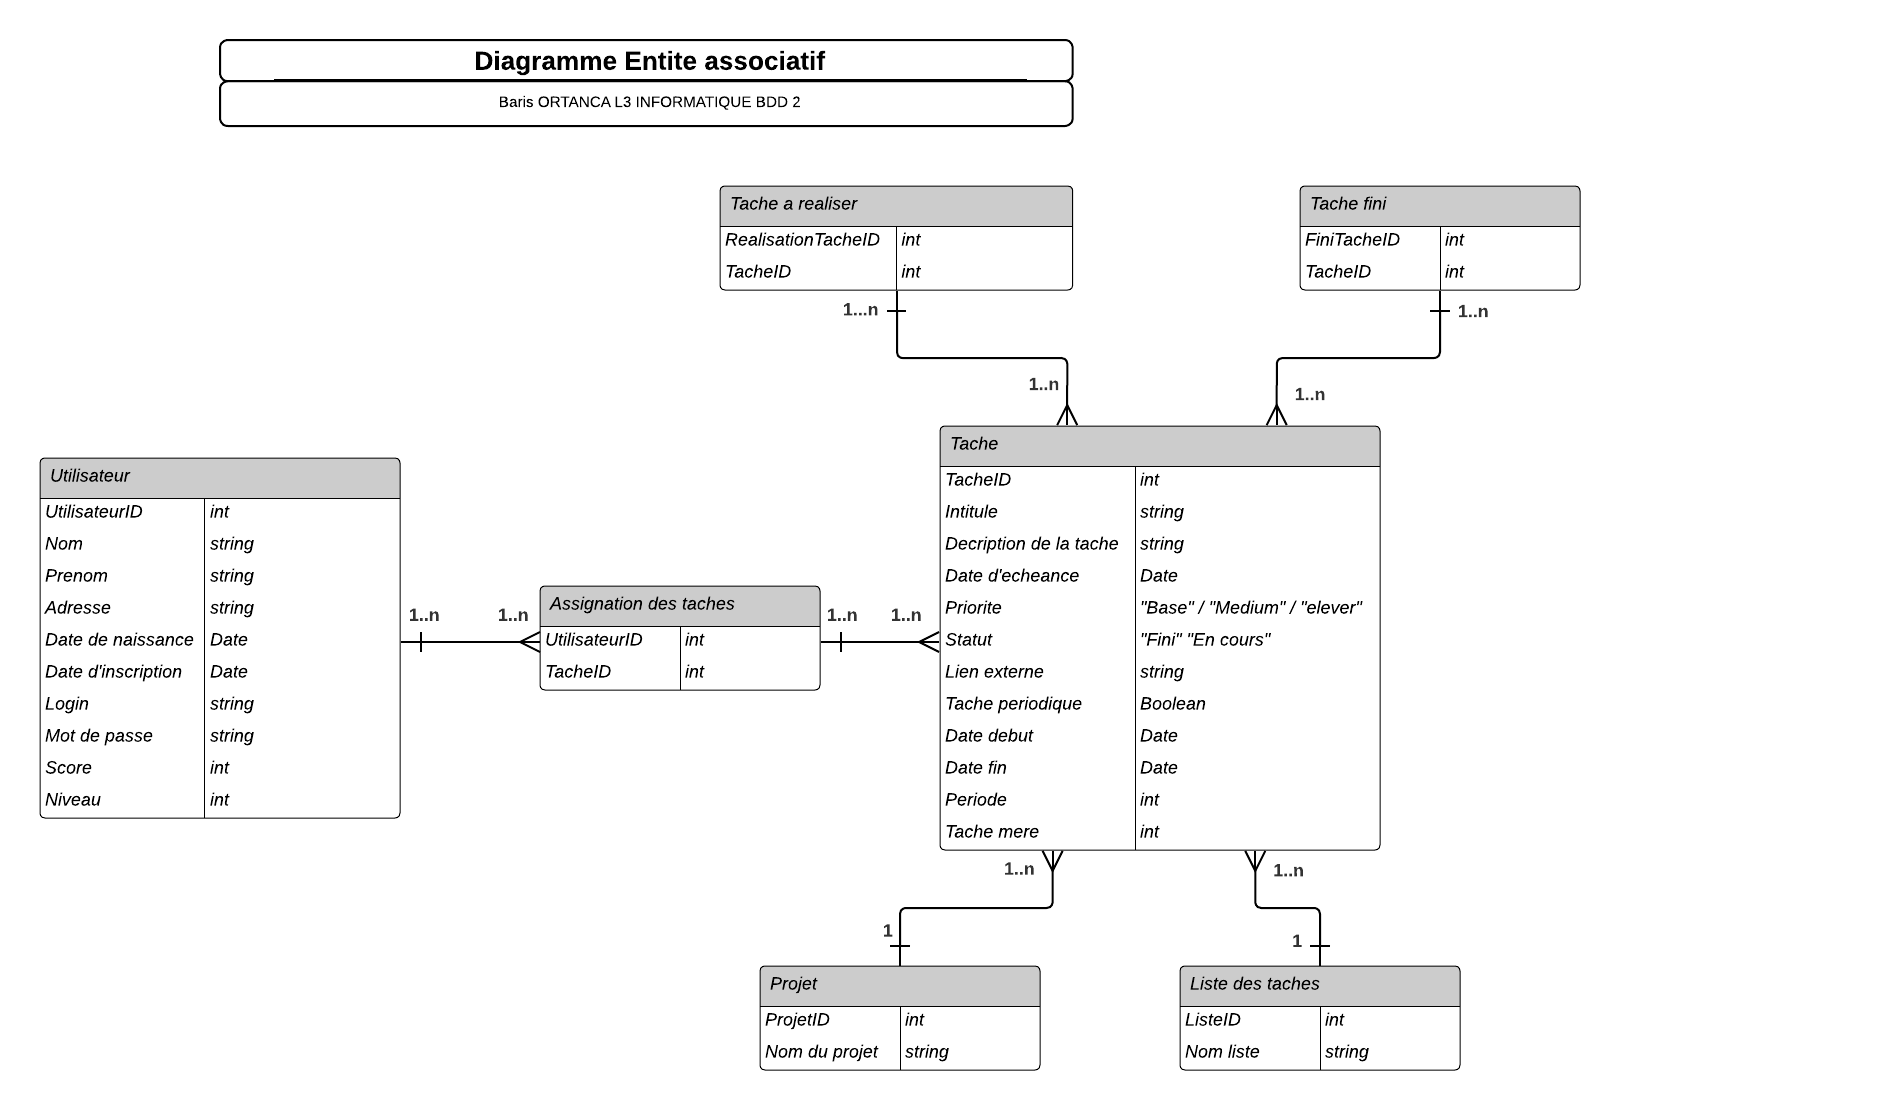 Diagramme Entite associatif
Baris ORTANCA L3 INFORMATIQUE BDD 2
Tache a realiser
RealisationTacheID int
TacheID int
1...n
1..n
Tache fini
FiniTacheID int
TacheID int
1..n
1..n
Utilisateur
UtilisateurID int
Nom string
Prenom string
Adresse string
Date de naissance Date
Date d'inscription Date
Login string
Mot de passe string
Score int
Niveau int
1..n
1..n
Assignation des taches
UtilisateurID int
TacheID int
1..n
1..n
Tache
TacheID int
Intitule string
Decription de la tache string
Date d'echeance Date
Priorite "Base" / "Medium" / "elever"
Statut "Fini" "En cours"
Lien externe string
Tache periodique Boolean
Date debut Date
Date fin Date
Periode int
Tache mere int
1..n
1
1..n
1
Projet
ProjetID int
Nom du projet string
Liste des taches
ListeID int
Nom liste string